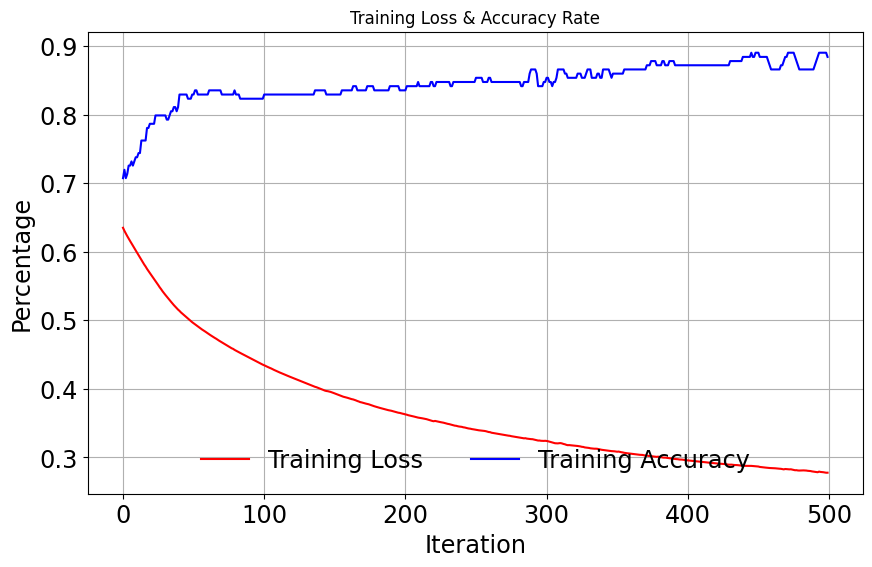 Training Loss & Accuracy Rate
0.9
0.8
0.7
0.6
0.5
0.4
0.3
Percentage
Training Loss Training Accuracy
0 100 200 300 400 500
Iteration